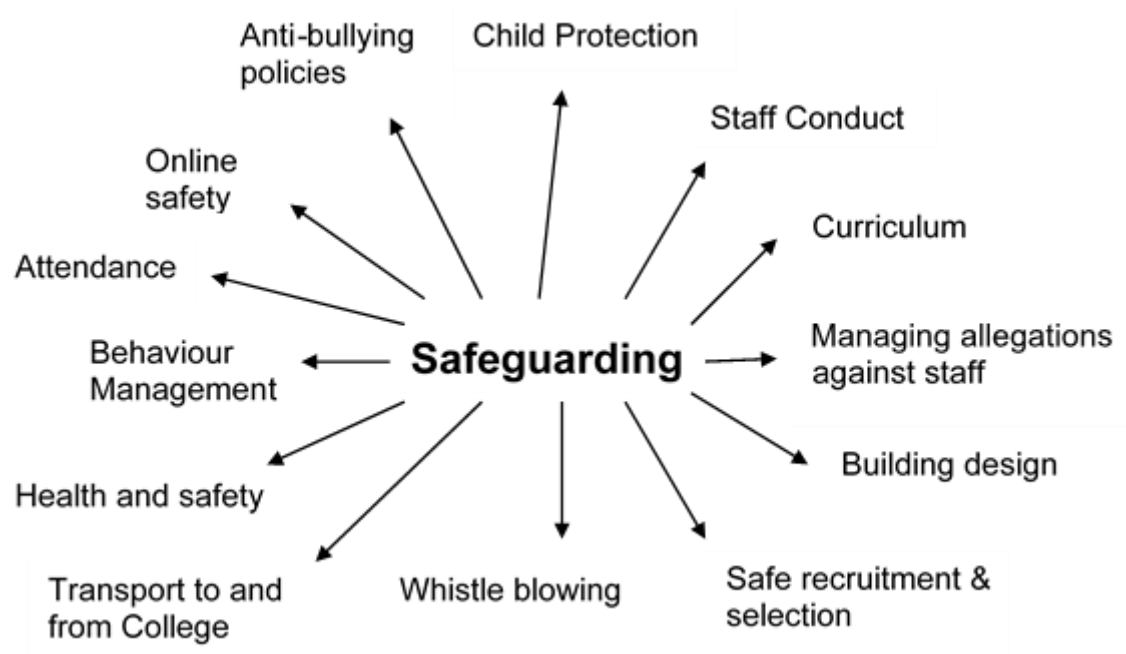 Anti-bullying
policies
Child Protection
Staff Conduct
Online
safety
Curriculum
Attendance
Managing allegations
against staff
Behaviour
Management
Safeguarding
Building design
Health and safety
Safe recruitment &
selection
Transport to and
from College
Whistle blowing